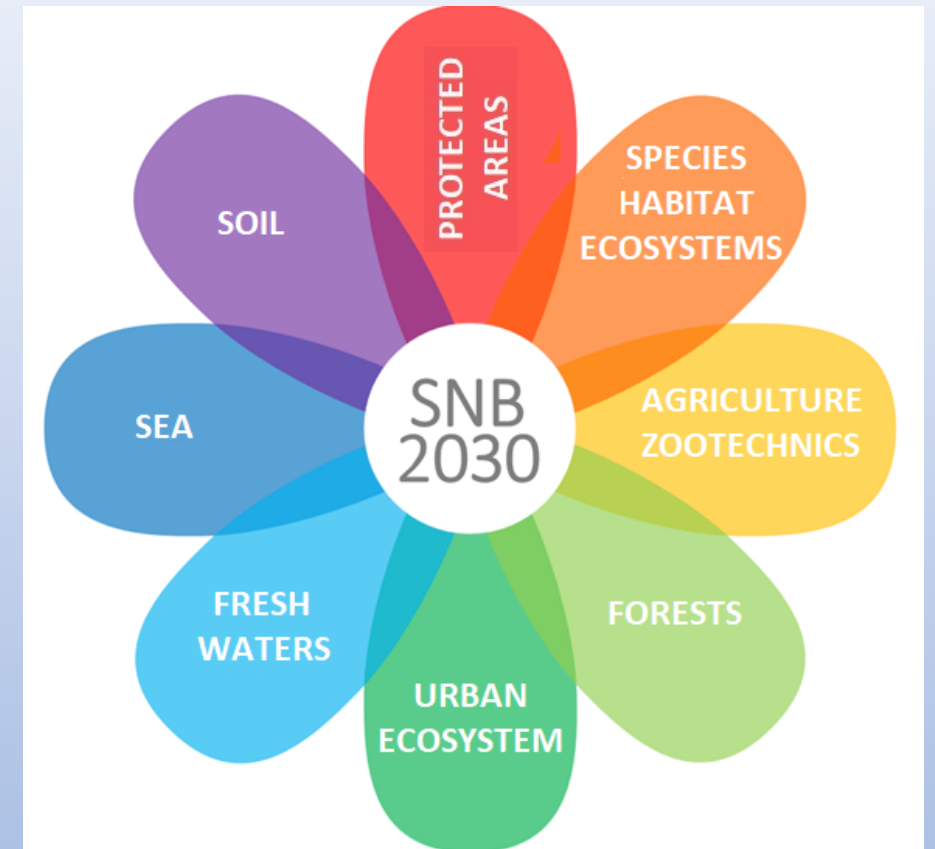 PROTECTED
AREAS
SPECIES
HABITAT
ECOSYSTEMS
AGRICULTURE
ZOOTECHNICS
FORESTS
URBAN
ECOSYSTEM
FRESH
WATERS
SEA
SOIL
SNB
2030